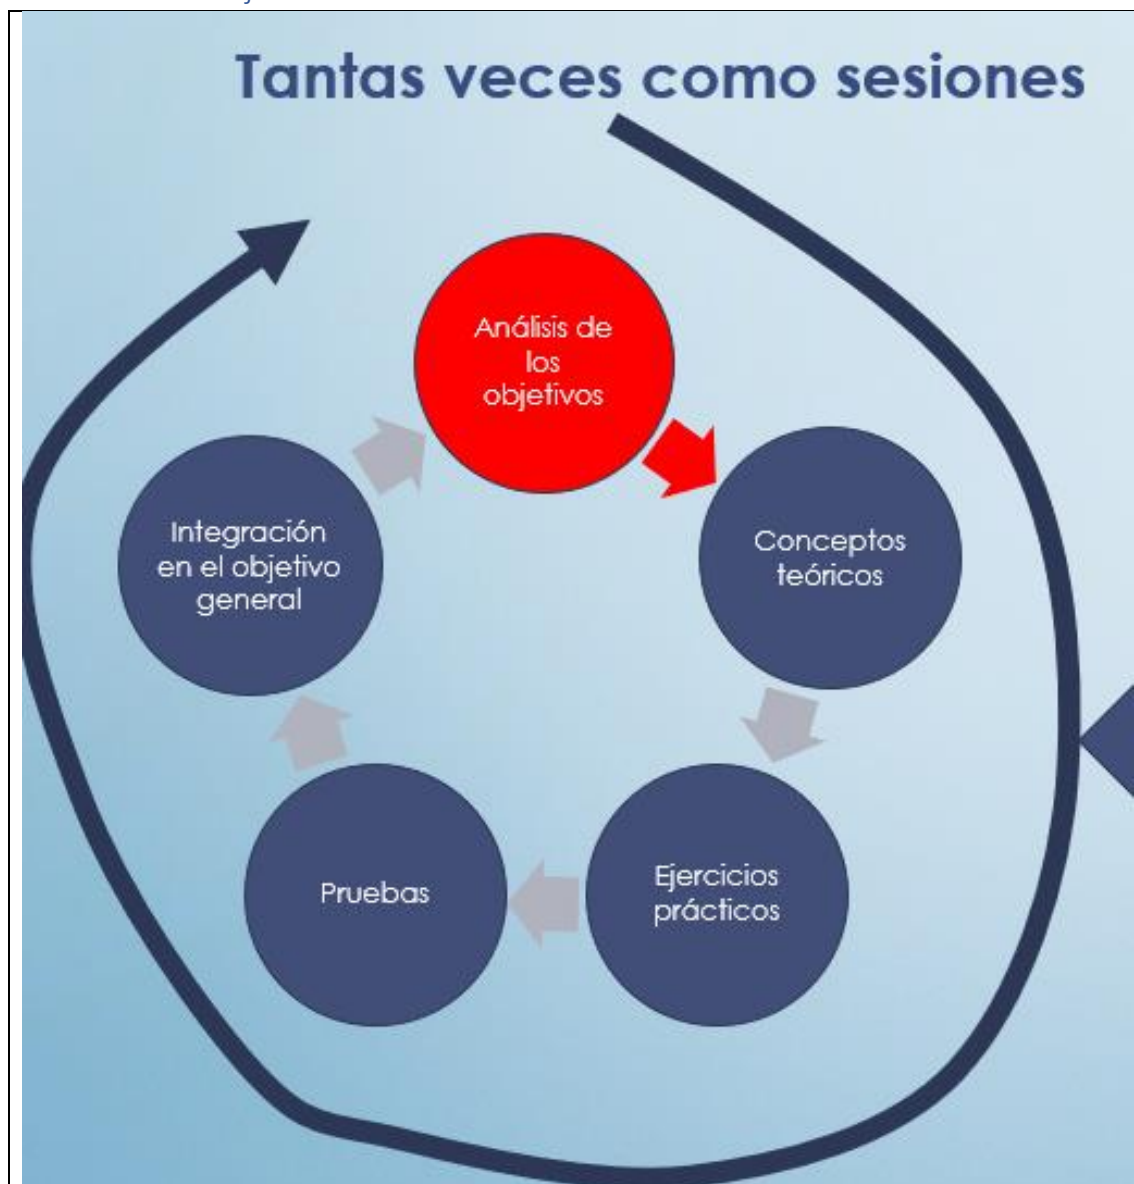 Tantas veces como sesiones
Análisis de
los
objetivos
Conceptos
teóricos
Ejercicios
prácticos
Pruebas
Integración
en el objetivo
general